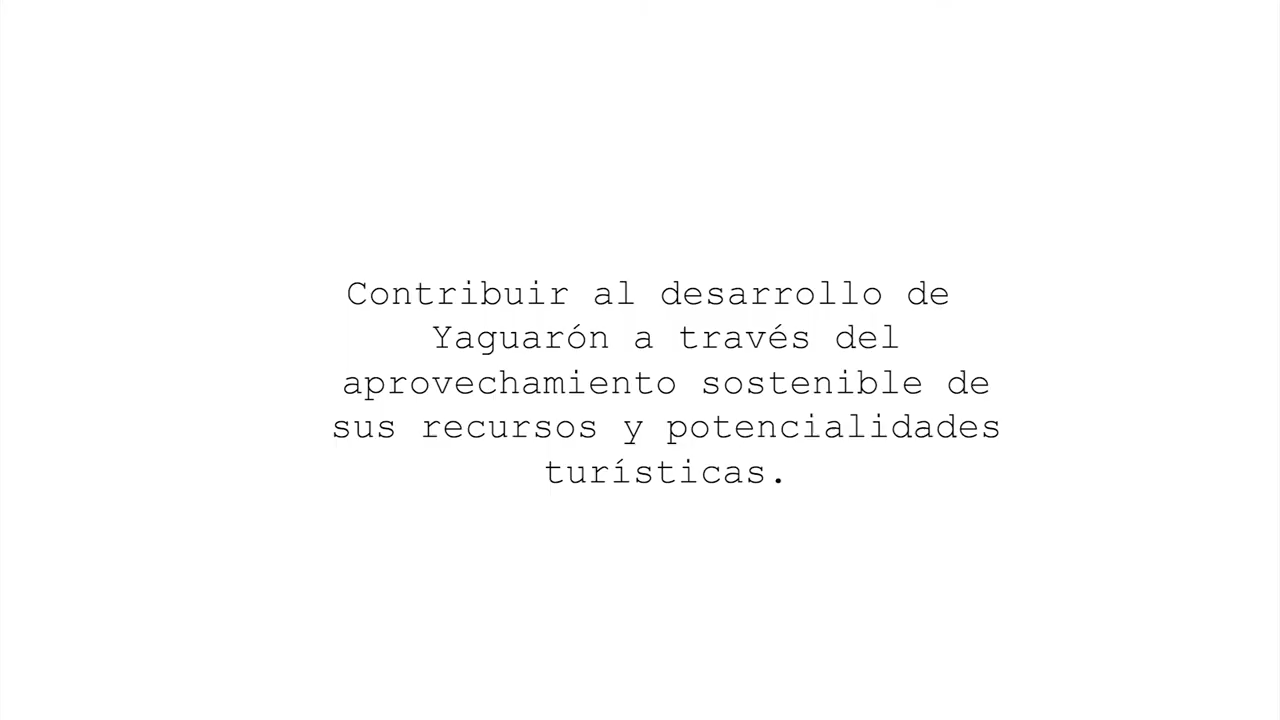 Contribuir al desarrollo de
Yaguarón a través del
aprovechamiento sostenible de
sus recursos y potencialidades
turísticas.